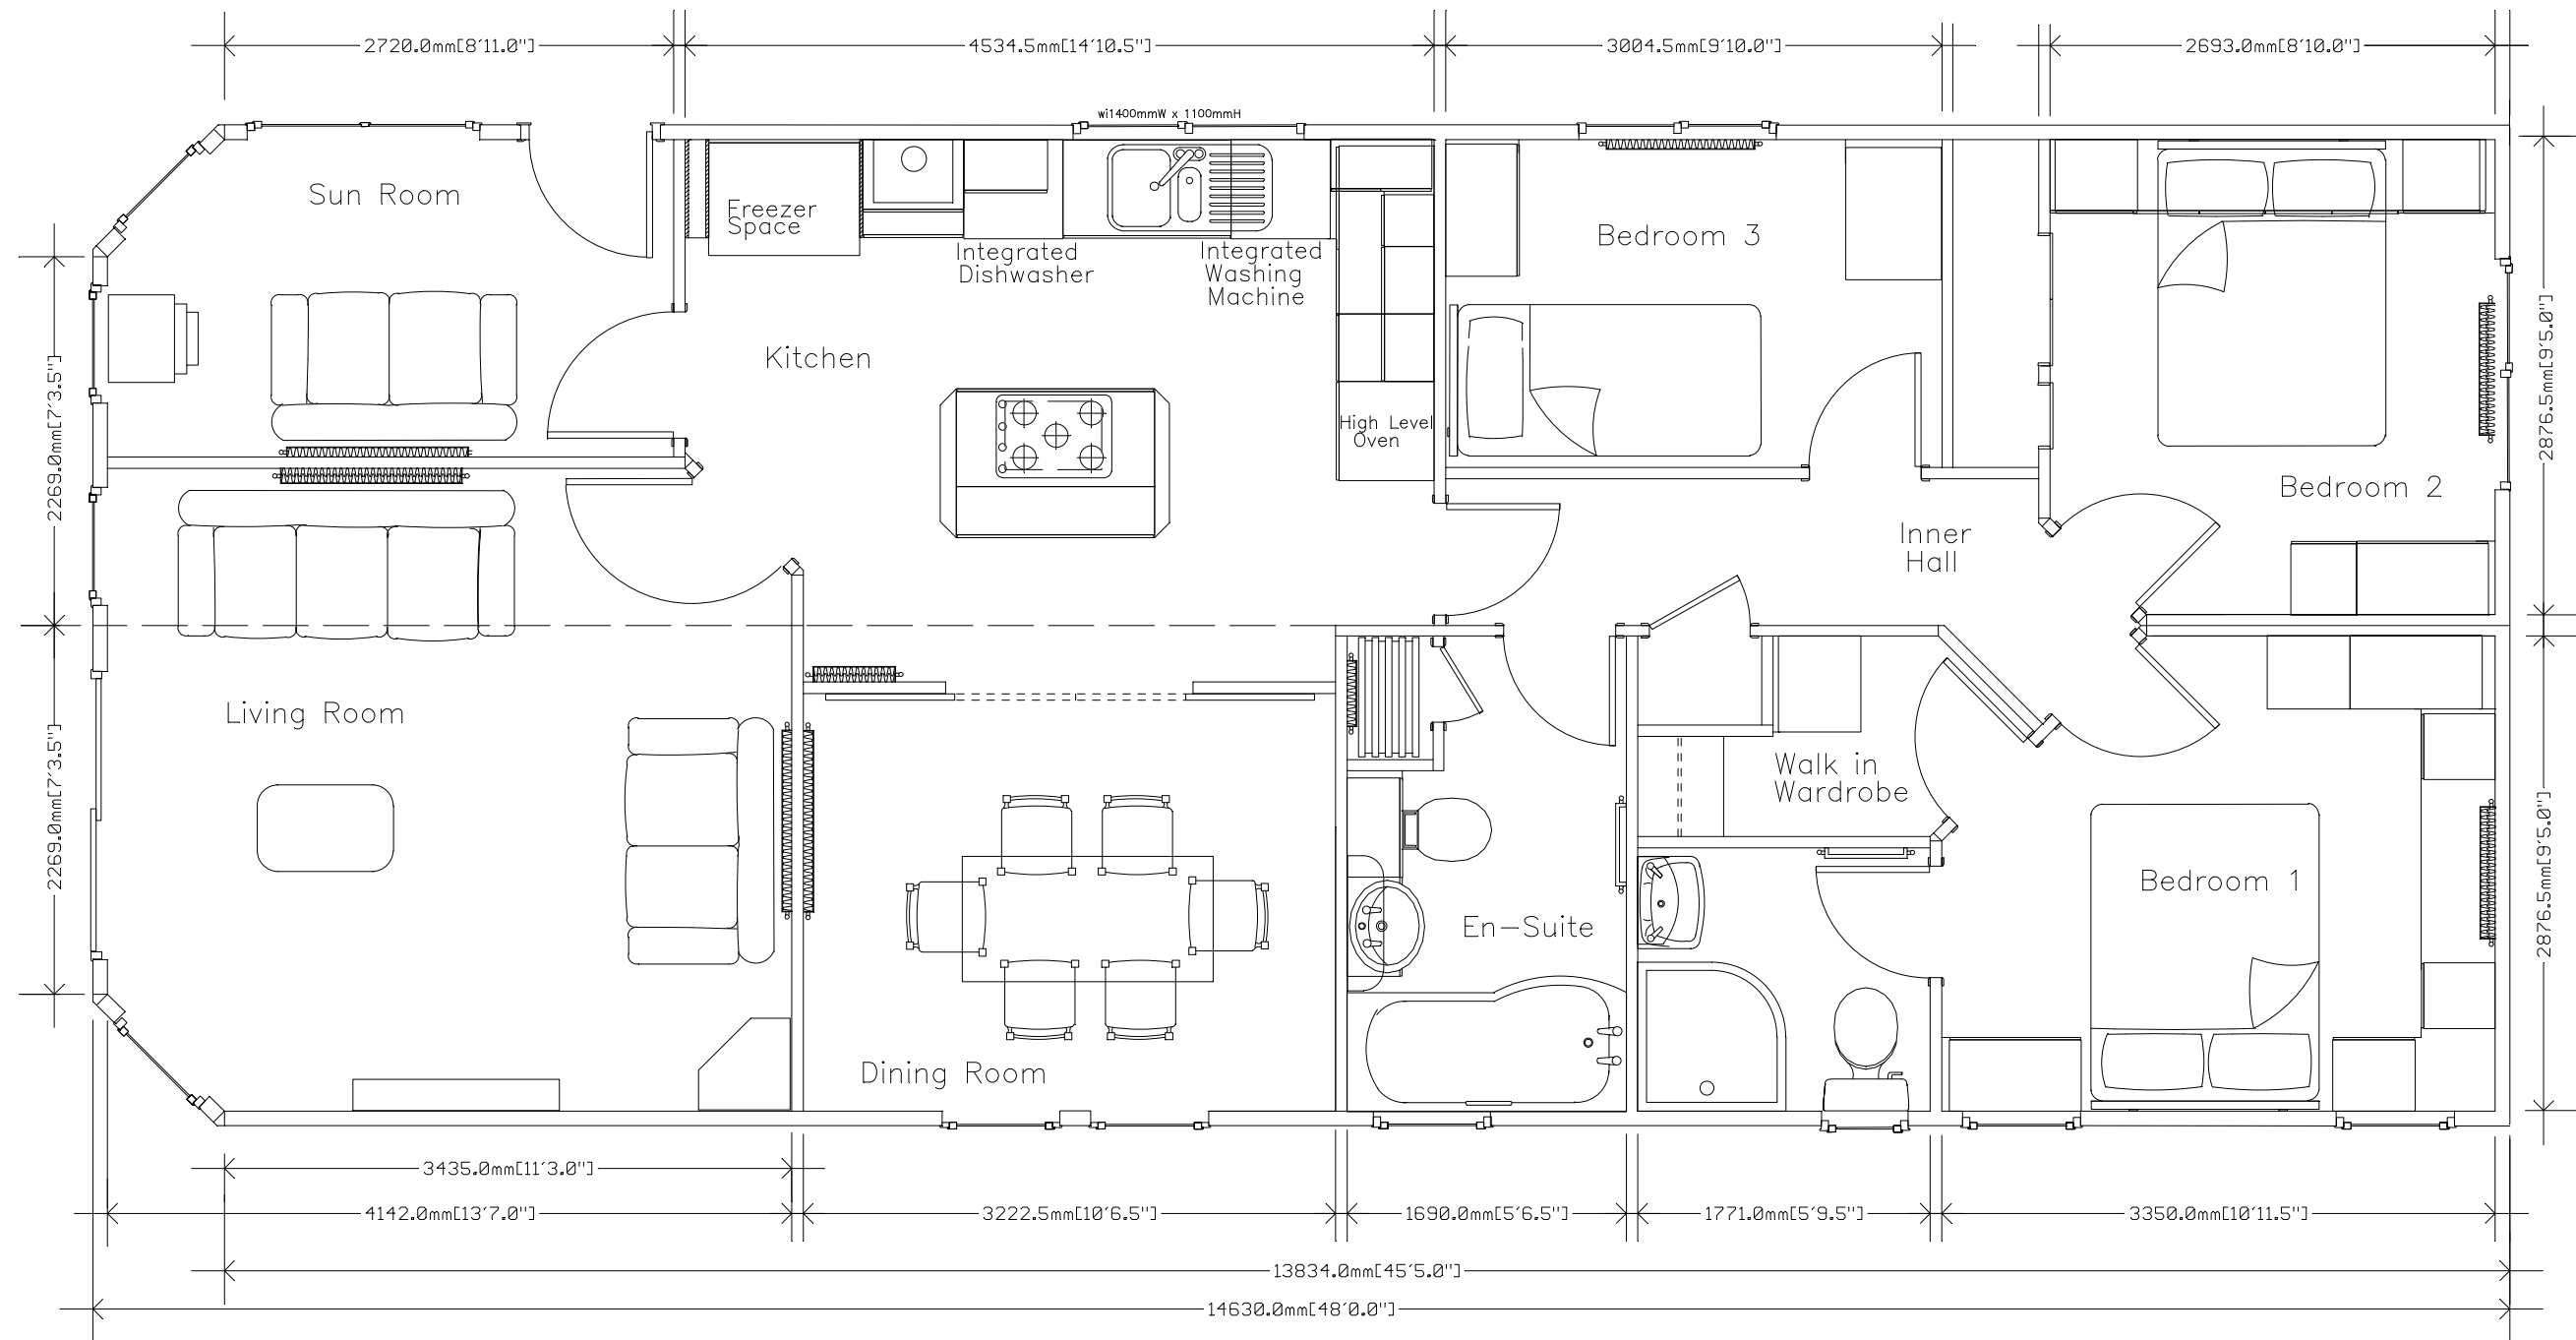 2720.0mm[8'11.0"]
4534.5mm[14'10.5"]
3004.5mm[9'10.0"]
2693.0mm[8'10.0"]
wi1400mmW x 1100mmH
Sun Room
Freezer
Space
Integrated
Dishwasher
Integrated
Washing
Machine
Kitchen
High Level
Oven
Bedroom 3
Bedroom 2
Inner
Hall
2269.0mm[7'3.5"]
2876.5mm[9'5.0"]
Living Room
Walk in
Wardrobe
Bedroom 1
En-Suite
Dining Room
2269.0mm[7'3.5"]
2876.5mm[9'5.0"]
3435.0mm[11'3.0"]
4142.0mm[13'7.0"]
3222.5mm[10'6.5"]
1690.0mm[5'6.5"]
1771.0mm[5'9.5"]
3350.0mm[10'11.5"]
13834.0mm[45'5.0"]
14630.0mm[48'0.0"]